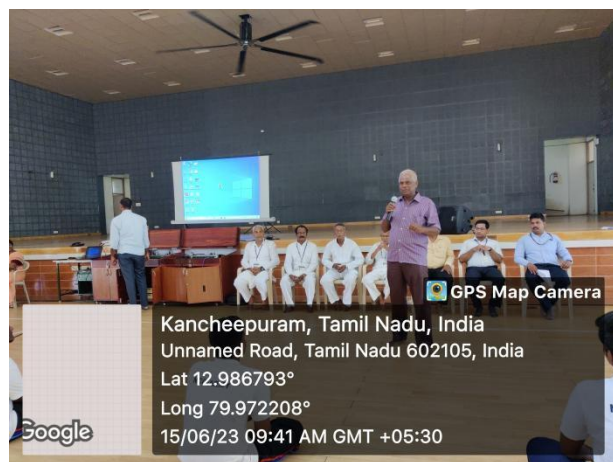 GPS Map Camera
Kancheepuram, Tamil Nadu, India
Unnamed Road, Tamil Nadu 602105, India
Lat 12.986793°
Long 79.972208°
15/06/23 09:41 AM GMT +05:30
Google